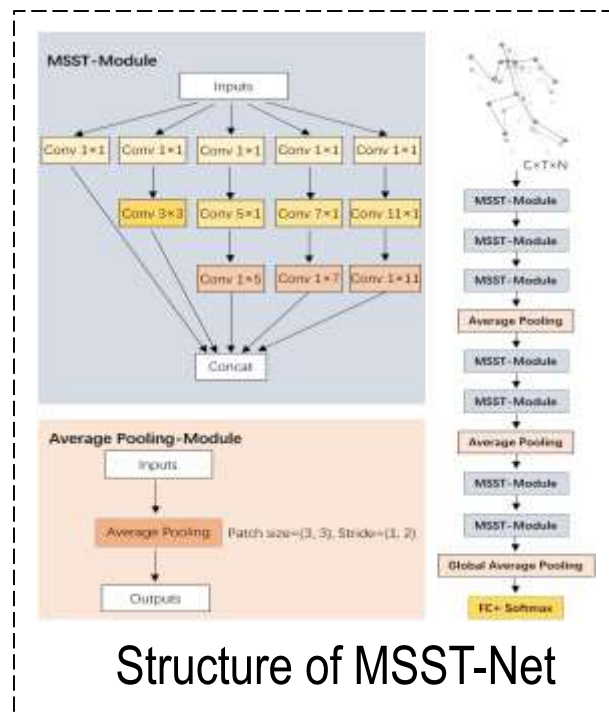 MSST-Module
Inputs
Conv 1×1 Conv 1×1 Conv 1×1 Conv 1×1 Conv 1×1
Conv 3×3 Conv 5×1 Conv 7×1 Conv 11×1
Conv 1×5 Conv 1×7 Conv 1×11
Concat
Average Pooling-Module
Inputs
Average Pooling Patch size=(3, 3), Stride=(1, 2)
Outputs
C×T×N
MSST-Module
MSST-Module
MSST-Module
Average Pooling
MSST-Module
MSST-Module
Average Pooling
MSST-Module
MSST-Module
Global Average Pooling
FC+ Softmax
Structure of MSST-Net